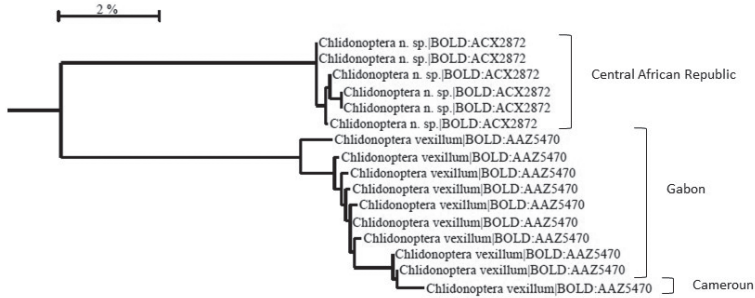 2 %
Chlidonoptera n. sp.|BOLD:ACX2872
Chlidonoptera n. sp.|BOLD:ACX2872
Chlidonoptera n. sp.|BOLD:ACX2872
Chlidonoptera n. sp.|BOLD:ACX2872
Chlidonoptera n. sp.|BOLD:ACX2872
Chlidonoptera n. sp.|BOLD:ACX2872
Central African Republic
Chlidonoptera vexillum|BOLD:AAZ5470
Chlidonoptera vexillum|BOLD:AAZ5470
Chlidonoptera vexillum|BOLD:AAZ5470
Chlidonoptera vexillum|BOLD:AAZ5470
Chlidonoptera vexillum|BOLD:AAZ5470
Chlidonoptera vexillum|BOLD:AAZ5470
Chlidonoptera vexillum|BOLD:AAZ5470
Chlidonoptera vexillum|BOLD:AAZ5470
Chlidonoptera vexillum|BOLD:AAZ5470
Gabon
Chlidonoptera vexillum|BOLD:AAZ5470
Cameroun